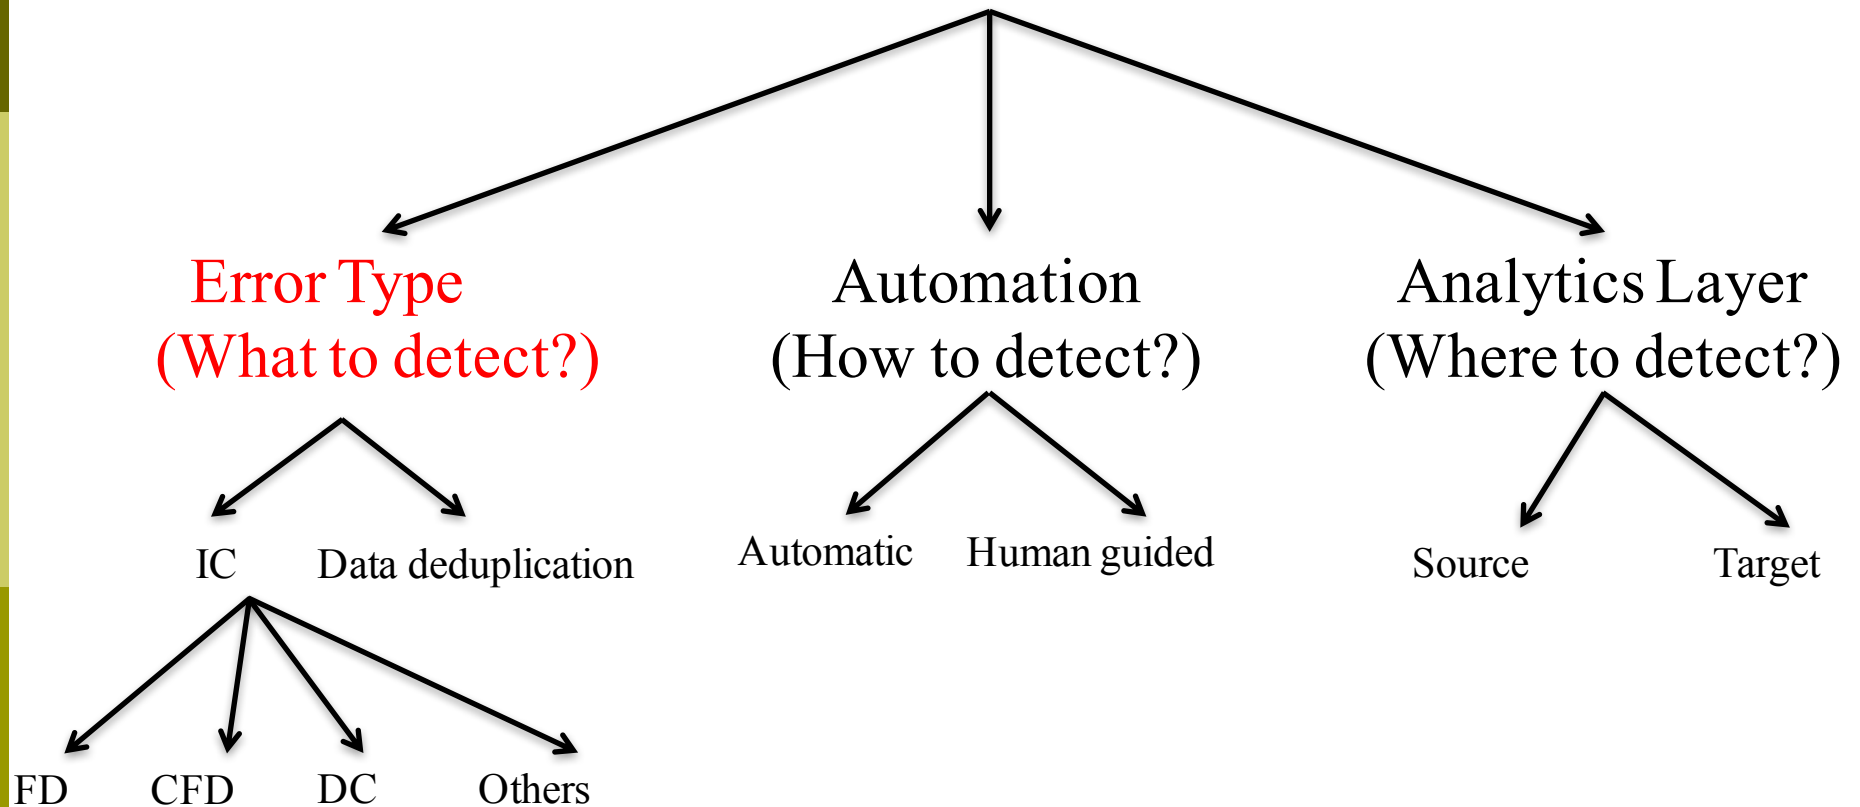 Error Type
(What to detect?)
Automation
(How to detect?)
Analytics Layer
(Where to detect?)
IC
Data deduplication
Automatic
Human guided
Source
Target
FD
CFD
DC
Others